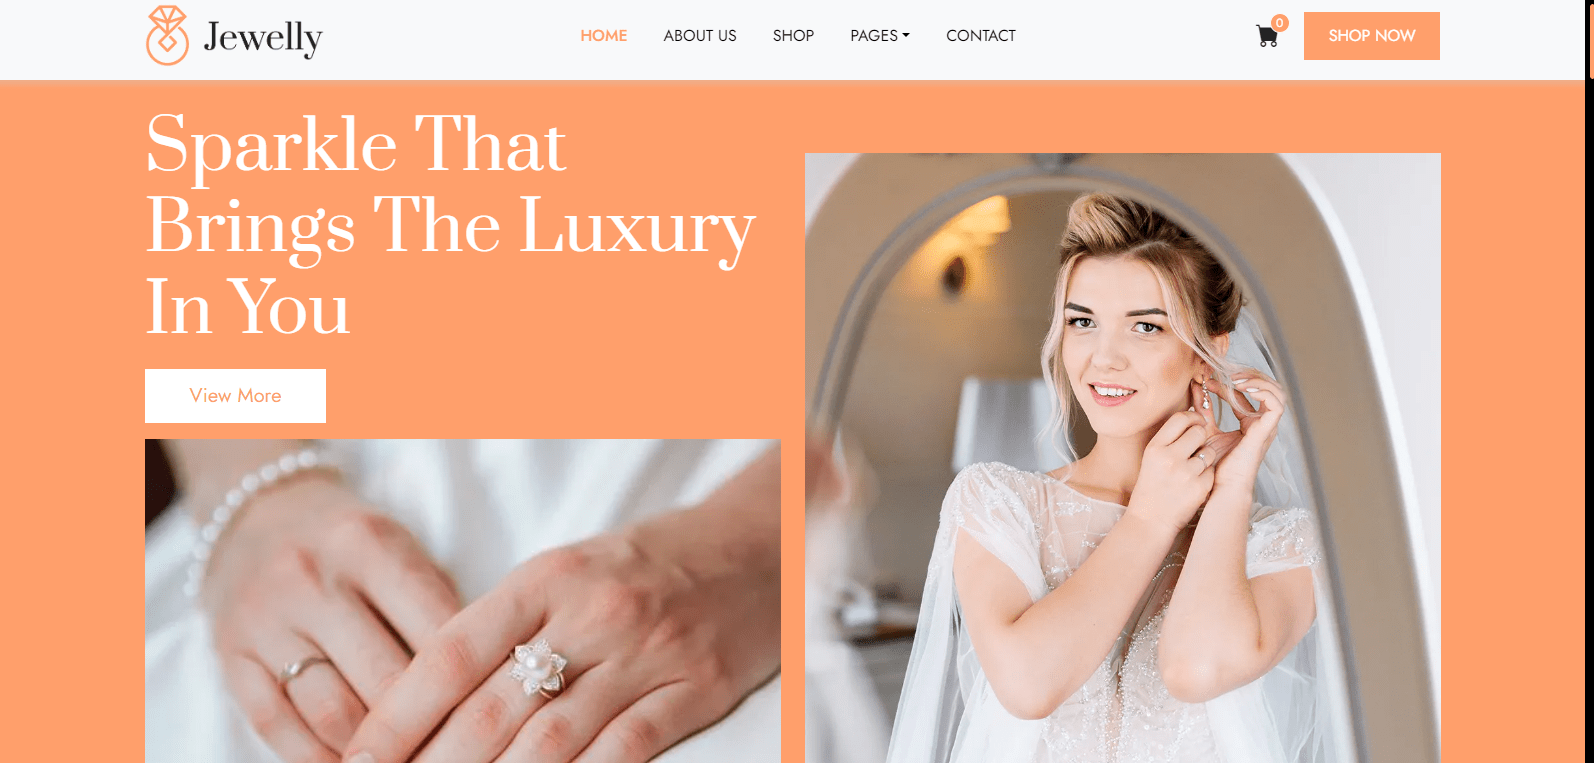 Jewelly
HOME
ABOUT US
SHOP
PAGES
CONTACT
0
SHOP NOW
Sparkle That
Brings The Luxury
In You
View More